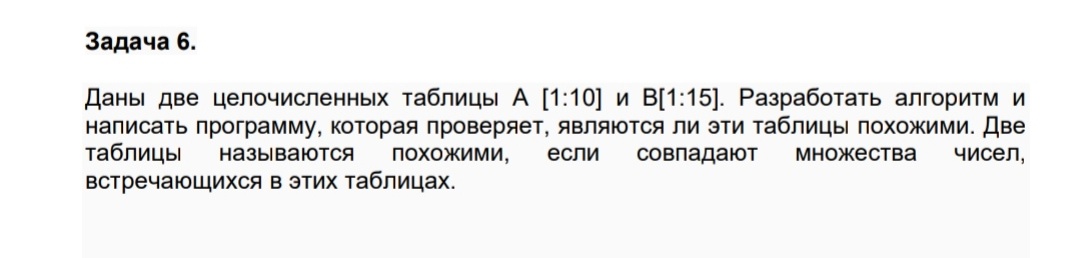 Задача 6.
Даны две целочисленных таблицы A [1:10] и B[1:15]. Разработать алгоритм и
написать программу, которая проверяет, являются ли эти таблицы похожими. Две
таблицы называются похожими, если совпадают множества чисел,
встречающихся в этих таблицах.